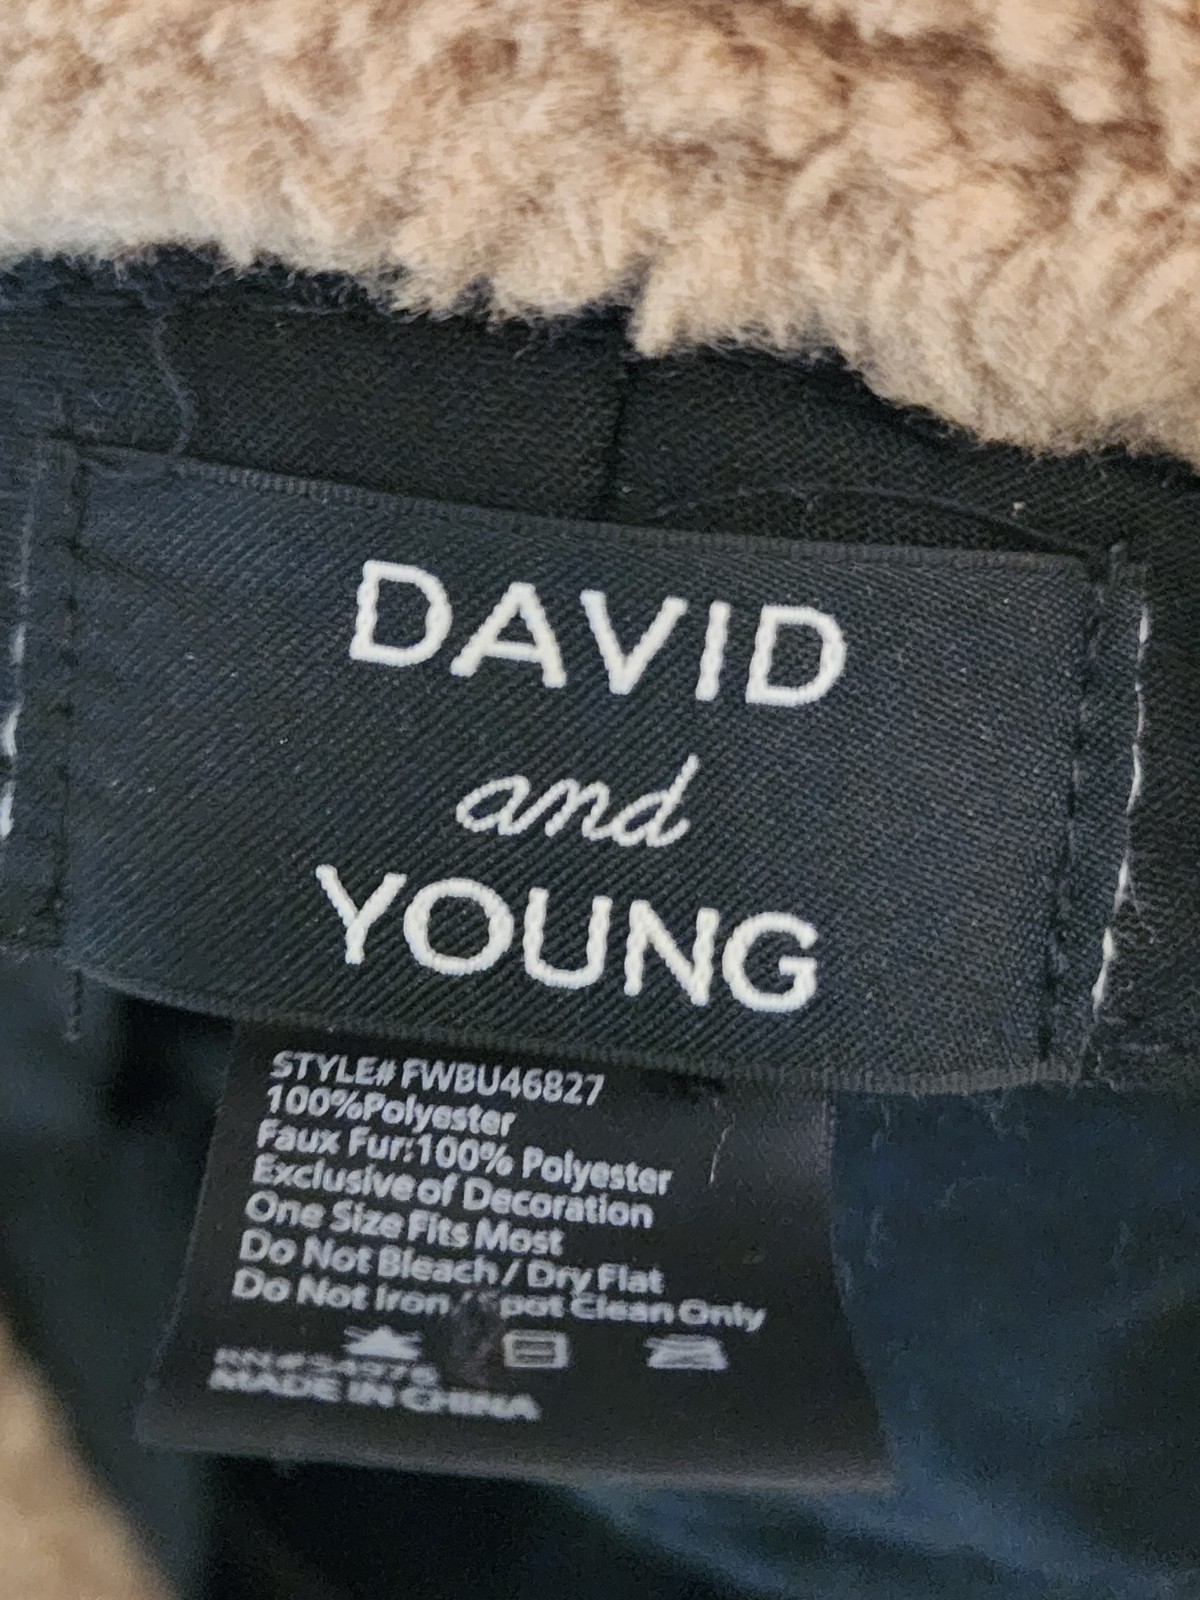 DAVID
and
YOUNG
STYLE# FWBU46827
100%Polyester
Faux Fur:100% Polyester
Exclusive of Decoration
One Size Fits Most
Do Not Bleach / Dry Flat
Do Not Iron / Spot Clean Only
MADE IN CHINA